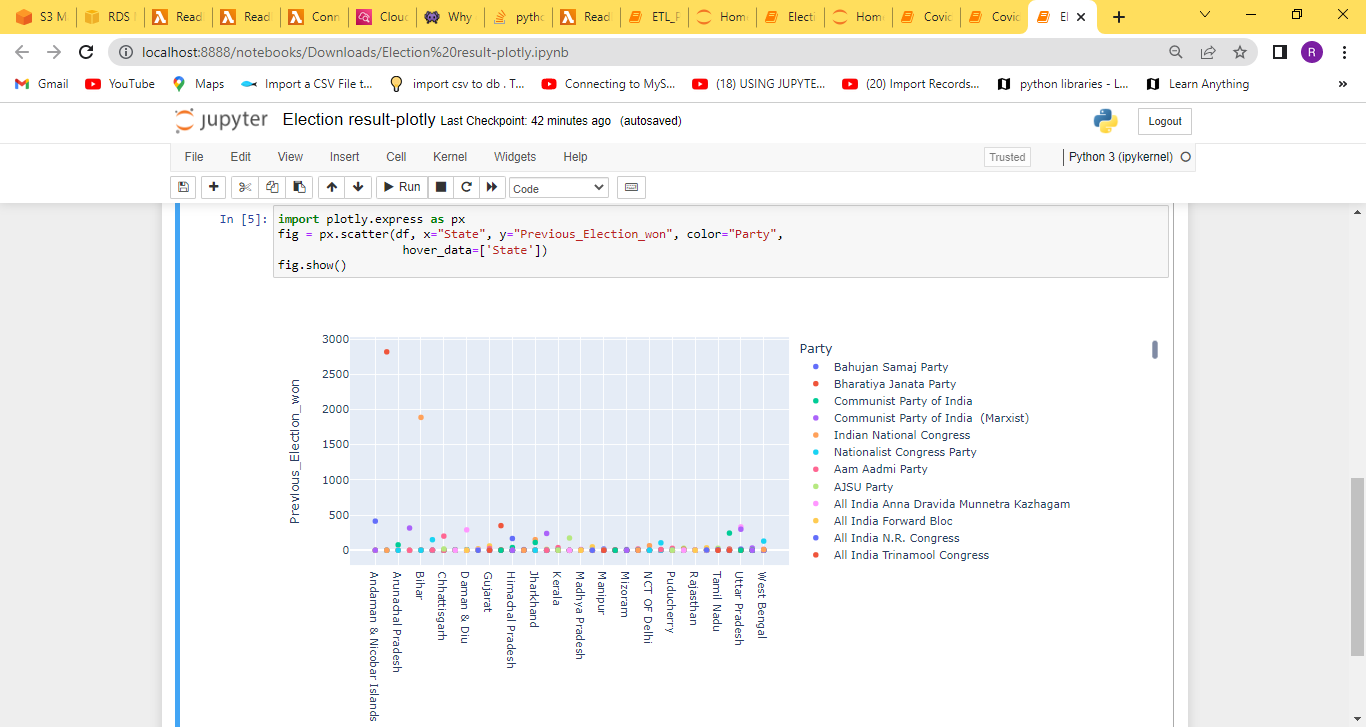 S3 M
RDS
Read
Read
Conn
Clou
Why
pytho
Read
ETL_F
Hom
Electi
Hom
Covic
Covic
El
localhost:8888/notebooks/Downloads/Election%20result-plotly.ipynb
R
Gmail
YouTube
Maps
Import a CSV File t...
import csv to db . T...
Connecting to MyS...
(18) USING JUPYTE...
(20) Import Records...
python libraries - L...
Learn Anything
»
jupyter Election result-plotly Last Checkpoint: 42 minutes ago (autosaved)
Logout
File Edit View Insert Cell Kernel Widgets Help
Trusted
Python 3 (ipykernel)
Run
Code
In [5]:
import plotly.express as px
fig = px.scatter(df, x="State", y="Previous_Election_won", color="Party",
hover_data=['State'])
fig.show()
Previous_Election_won
3000
2500
2000
1500
1000
500
0
Andaman & Nicobar Islands
Arunachal Pradesh
Bihar
Chhattisgarh
Daman & Diu
Gujarat
Himachal Pradesh
Jharkhand
Kerala
Madhya Pradesh
Manipur
Mizoram
NCT OF Delhi
Puducherry
Rajasthan
Tamil Nadu
Uttar Pradesh
West Bengal
Party
Bahujan Samaj Party
Bharatiya Janata Party
Communist Party of India
Communist Party of India (Marxist)
Indian National Congress
Nationalist Congress Party
Aam Aadmi Party
AJSU Party
All India Anna Dravida Munnetra Kazhagam
All India Forward Bloc
All India N.R. Congress
All India Trinamool Congress